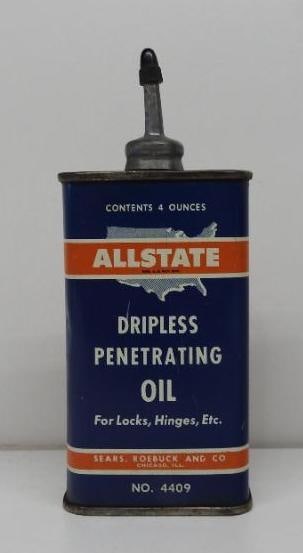 CONTENTS 4 OUNCES
ALLSTATE
DRIPLESS
PENETRATING
OIL
For Locks, Hinges, Etc.
SEARS, ROEBUCK AND CO
CHICAGO, ILL.
NO. 4409